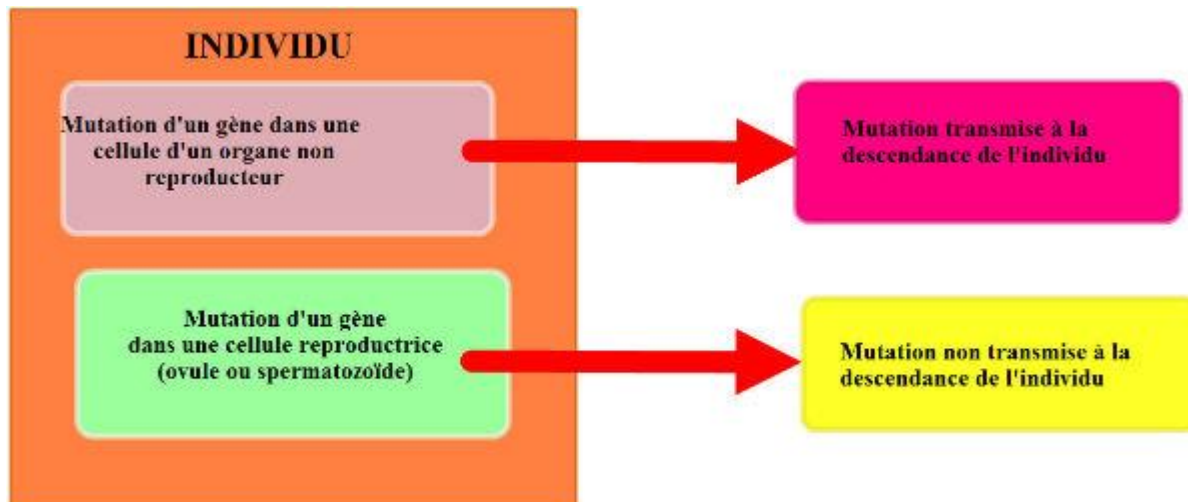 INDIVIDU
Mutation d'un gène dans une
cellule d'un organe non
reproducteur
Mutation transmise à la
descendance de l'individu
Mutation d'un gène
dans une cellule reproductrice
(ovule ou spermatozoïde)
Mutation non transmise à la
descendance de l'individu